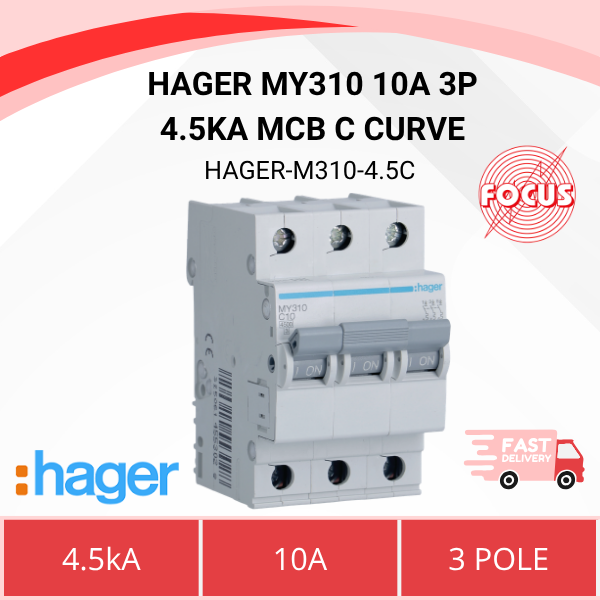 HAGER MY310 10A 3P
4.5KA MCB C CURVE
HAGER-M310-4.5C
FOCUS
:hager
MY310
C10
I ON
I ON
I ON
CE
:hager
FAST
DELIVERY
4.5kA
10A
3 POLE